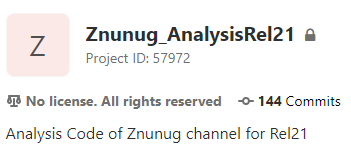 Z
Znunug_AnalysisRel21
Project ID: 57972
No license. All rights reserved 144 Commits
Analysis Code of Znunug channel for Rel21